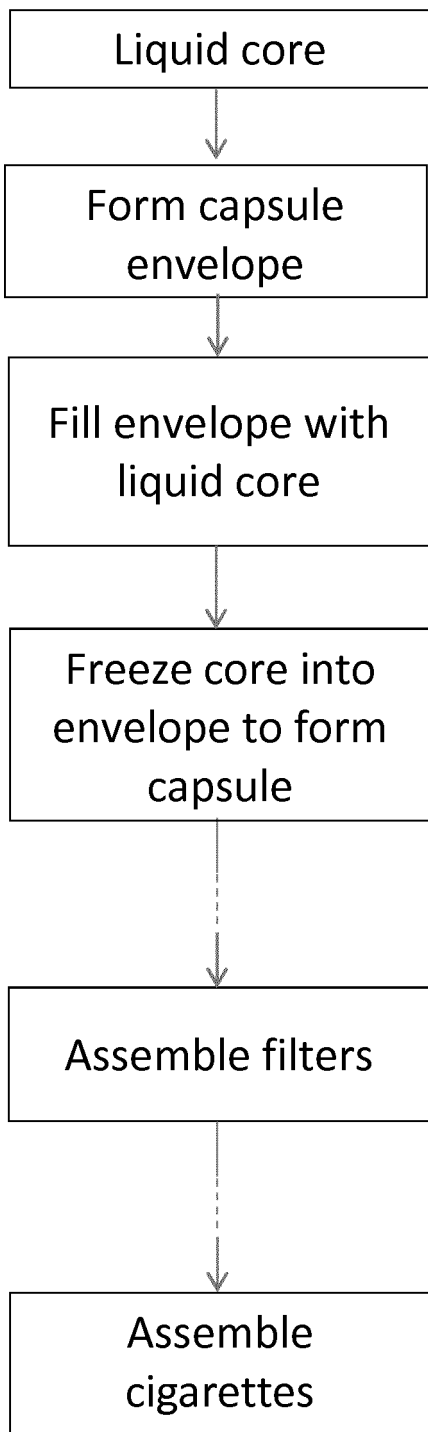 Liquid core
Form capsule
envelope
Fill envelope with
liquid core
Freeze core into
envelope to form
capsule
Assemble filters
Assemble
cigarettes